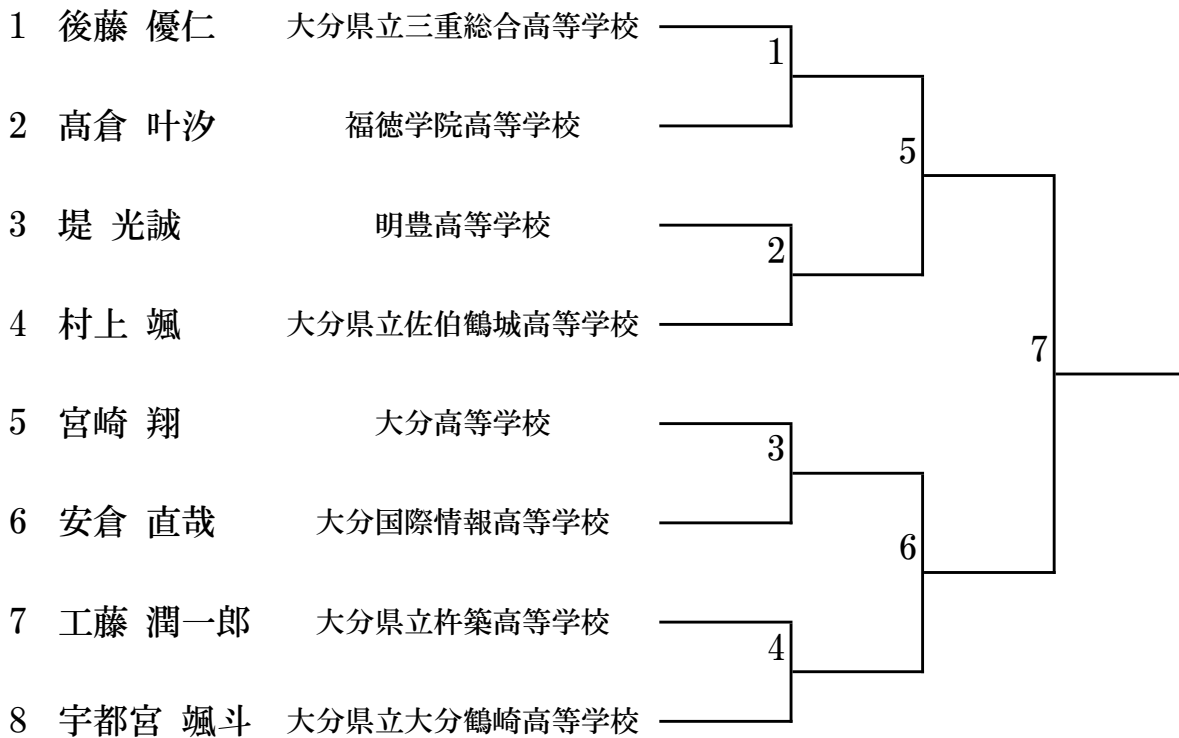 1 後藤 優仁 大分県立三重総合高等学校
1
2 髙倉 叶汐 福徳学院高等学校
5
3 堤 光誠 明豊高等学校
2
4 村上 颯 大分県立佐伯鶴城高等学校
7
5 宮崎 翔 大分高等学校
3
6 安倉 直哉 大分国際情報高等学校
6
7 工藤 潤一郎 大分県立杵築高等学校
4
8 宇都宮 颯斗 大分県立大分鶴崎高等学校